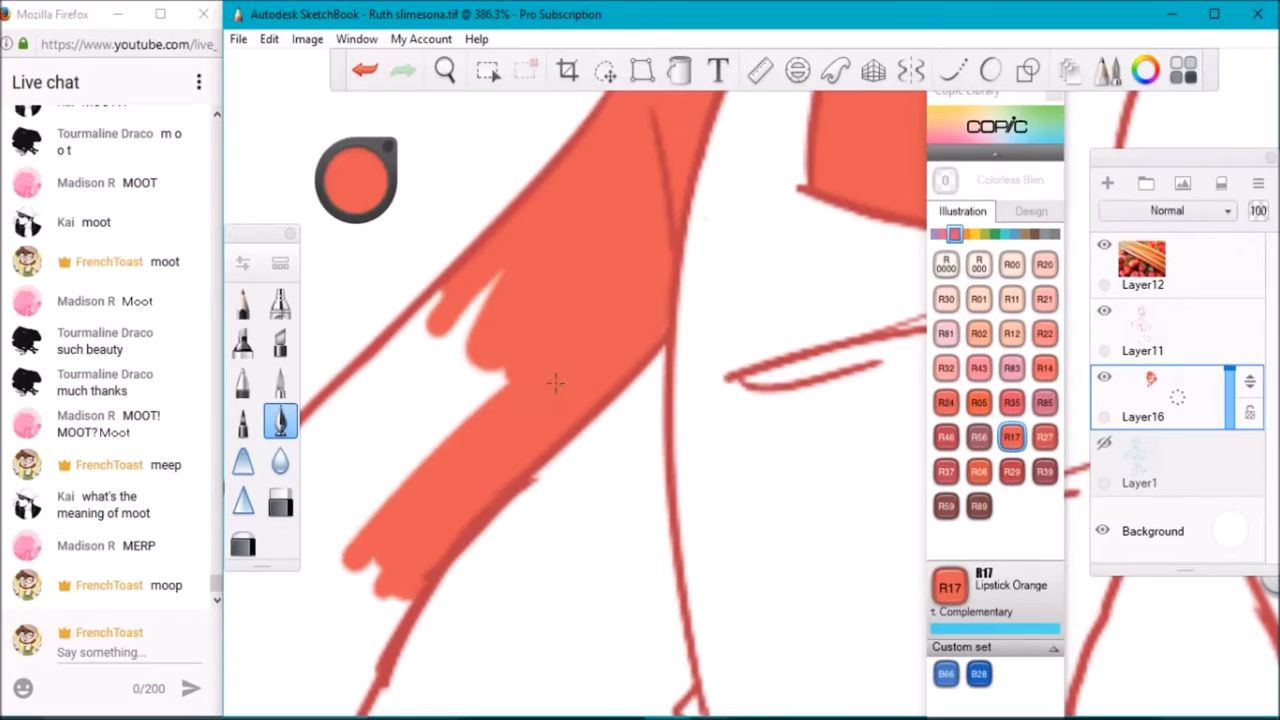 Mozilla Firefox
https://www.youtube.com/live_
Live chat
Tourmaline Draco m o
o t
Madison R MOOT
Kai moot
FrenchToast moot
Madison R Moot
Tourmaline Draco
such beauty
Tourmaline Draco
much thanks
Madison R MOOT!
MOOT? Moot
FrenchToast meep
Kai what's the
meaning of moot
Madison R MERP
FrenchToast moop
FrenchToast
Say something...
0/200
Autodesk SketchBook - Ruth slimesona.tif @ 386.3% - Pro Subscription
File Edit Image Window My Account Help
T
Copic Library
COPIC
0 Colorless Blen
Illustration Design
R 0000 R 000 R00 R20
R30 R01 R11 R21
R81 R02 R12 R22
R32 R43 R83 R14
R24 R05 R35 R85
R46 R56 R17 R27
R37 R08 R29 R39
R59 R89
R17 R17
Lipstick Orange
t. Complementary
Custom set
B66 B28
Normal 100
Layer12
Layer11
Layer16
Layer1
Background